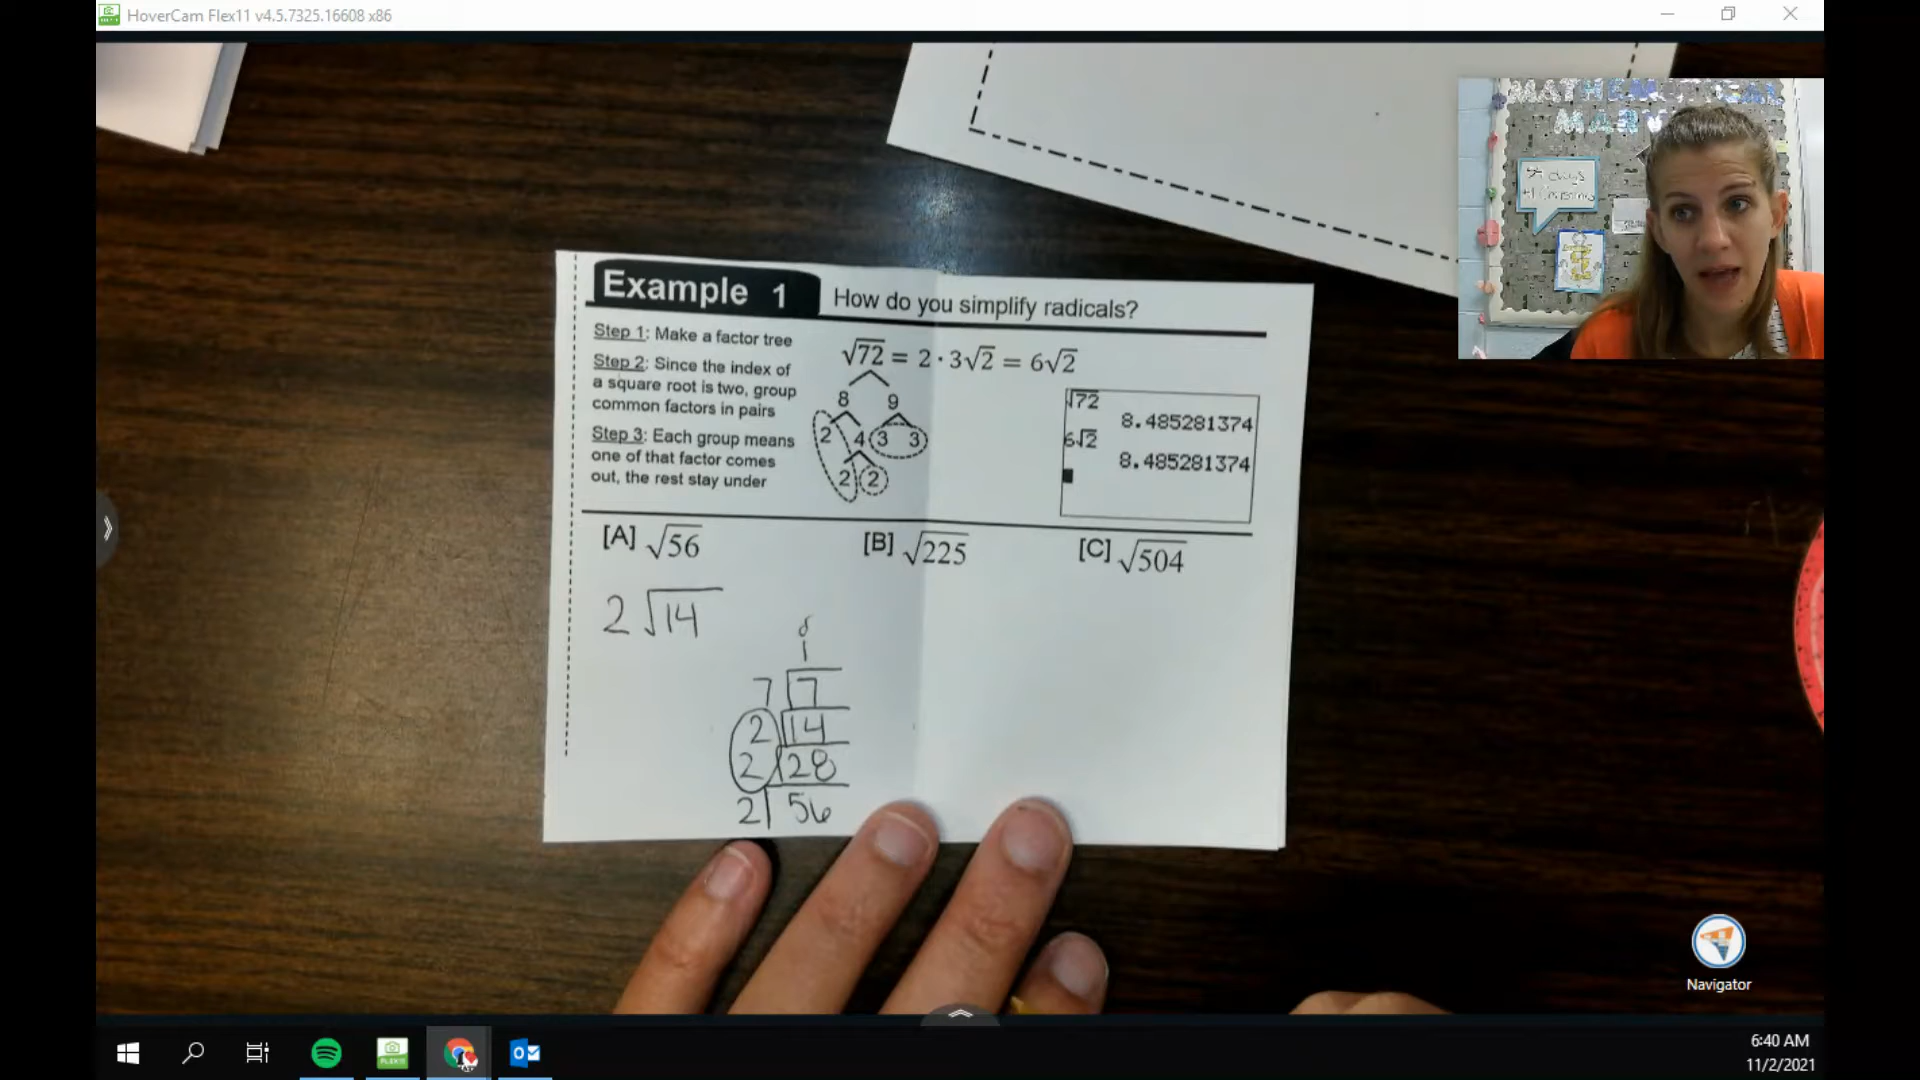 HoverCam Flex11 v4.5.7325.16608 x86
MATHEMATICAL
Example 1 How do you simplify radicals?
Step 1: Make a factor tree
Step 2: Since the index of
a square root is two, group
common factors in pairs
Step 3: Each group means
one of that factor comes
out, the rest stay under
√72 = 2 · 3√2 = 6√2
8 9
2 4 3 3
2 2
√72
8.485281374
6√2
8.485281374
[A] √56 [B] √225 [C] √504
2√14
1
7 7
2 14
2 28
2 56
Navigator
FLEX11
6:40 AM
11/2/2021